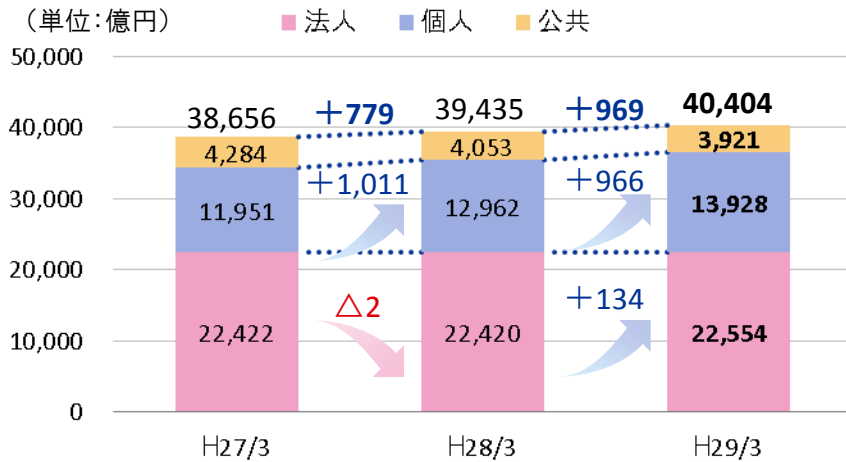 （単位：億円）
法人 個人 公共
50,000
40,000
30,000
20,000
10,000
0
38,656 ＋779 39,435 ＋969 40,404
4,284 4,053 3,921
＋1,011 ＋966
11,951 12,962 13,928
△2 ＋134
22,422 22,420 22,554
H27/3 H28/3 H29/3